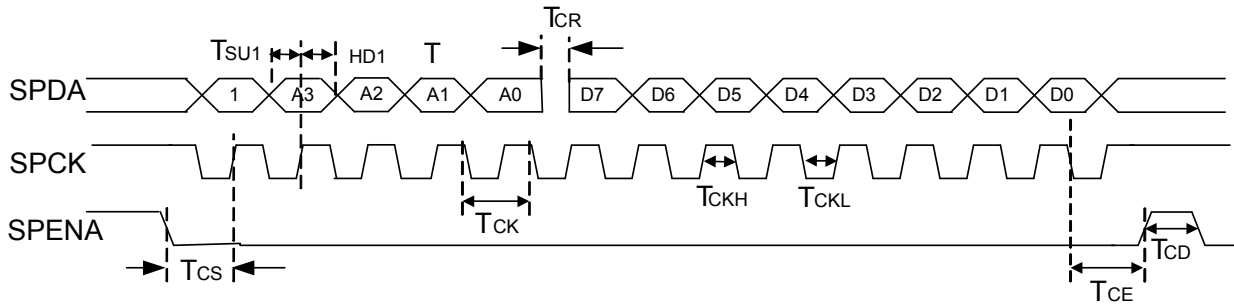 TCR
TSU1 HD1 T
SPDA 1 A3 A2 A1 A0 D7 D6 D5 D4 D3 D2 D1 D0
SPCK
TCKH TCKL
TCK
SPENA
TCD
TCS
TCE